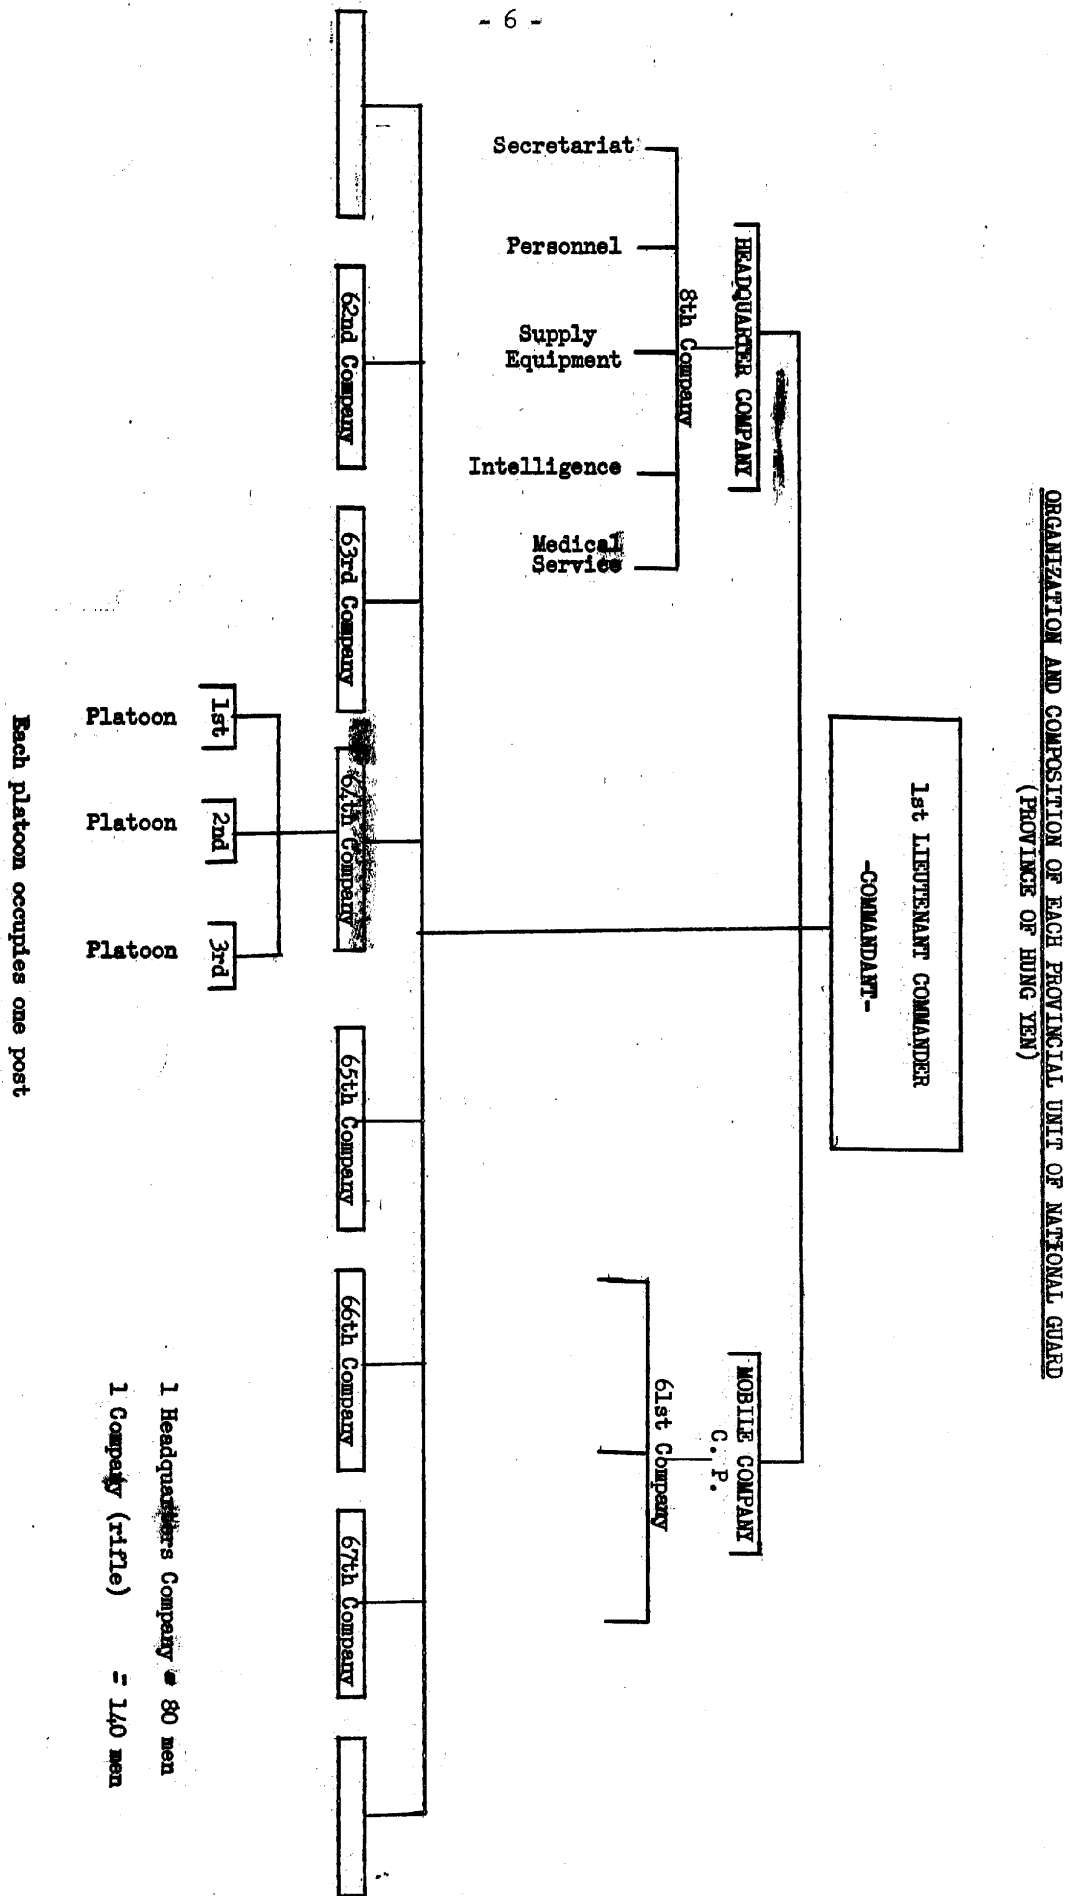 - 6 -
ORGANIZATION AND COMPOSITION OF EACH PROVINCIAL UNIT OF NATIONAL GUARD
(PROVINCE OF HUNG YEN)
1st LIEUTENANT COMMANDER
-COMMANDANT-
HEADQUARTER COMPANY
8th Company
Secretariat
Personnel
Supply
Equipment
Intelligence
Medical
Service
MOBILE COMPANY
C. P.
61st Company
62nd Company
63rd Company
64th Company
65th Company
66th Company
67th Company
1st
Platoon
2nd
Platoon
3rd
Platoon
1 Headquarters Company = 80 men
1 Company (rifle) = 140 men
Each platoon occupies one post